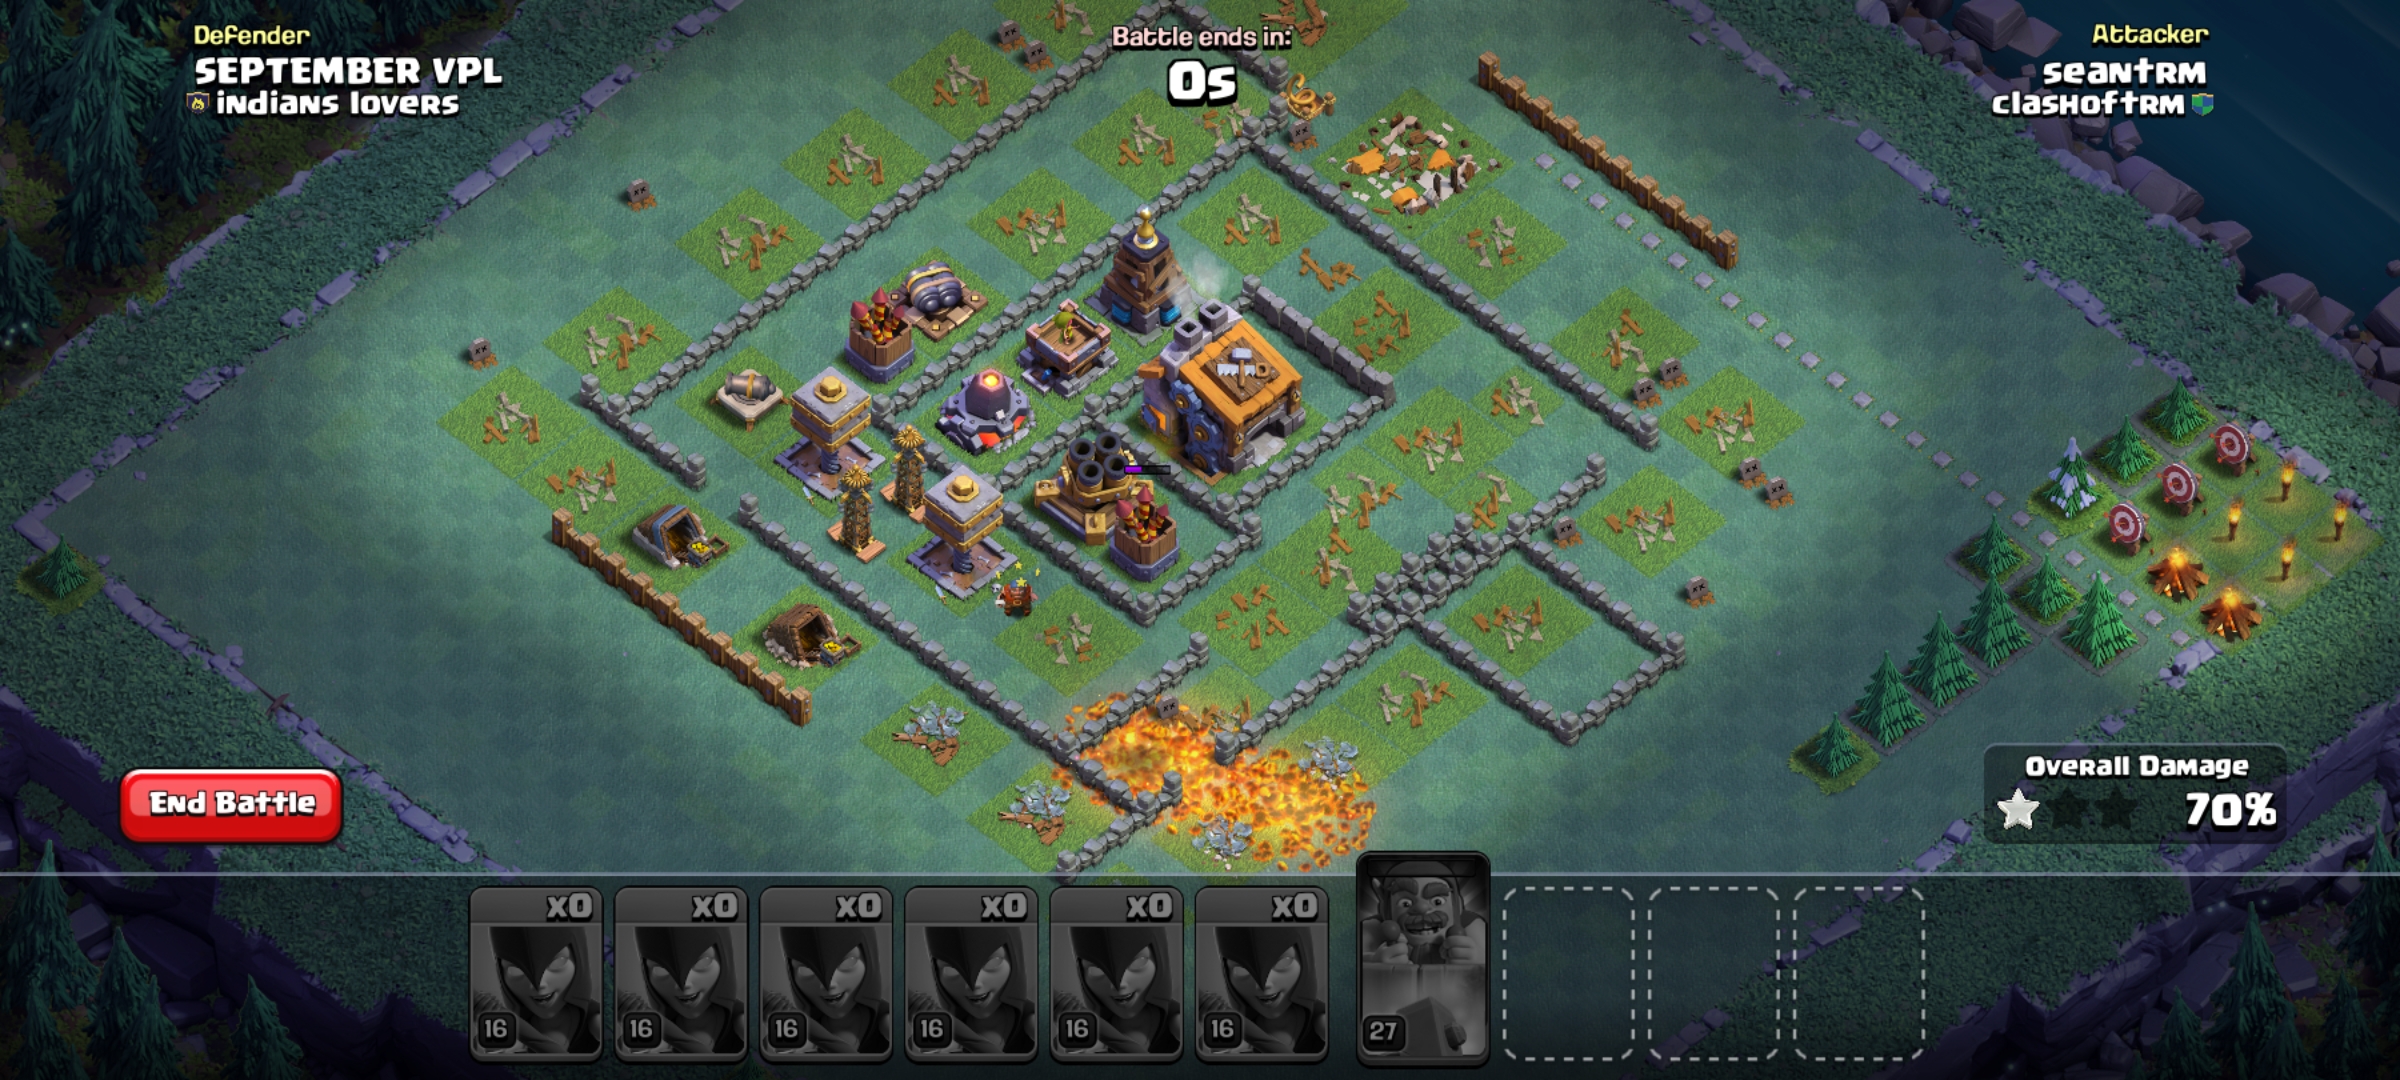 Defender
SEPTEMBER VPL
indians lovers
Battle ends in:
0s
Attacker
seantRM
clashoftRM
End Battle
Overall Damage
70%
x0
x0
x0
x0
x0
x0
16
16
16
16
16
16
27